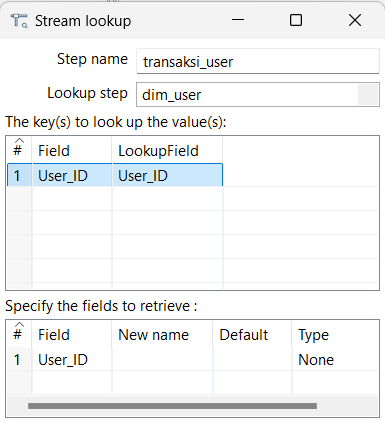 Stream lookup
Step name transaksi_user
Lookup step dim_user
The key(s) to look up the value(s):
# Field LookupField
1 User_ID User_ID
Specify the fields to retrieve :
# Field New name Default Type
1 User_ID None